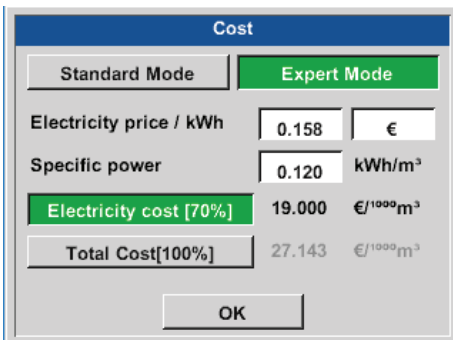 Cost
Standard Mode Expert Mode
Electricity price / kWh 0.158 €
Specific power 0.120 kWh/m³
Electricity cost [70%] 19.000 €/¹⁰⁰⁰m³
Total Cost[100%] 27.143 €/¹⁰⁰⁰m³
OK